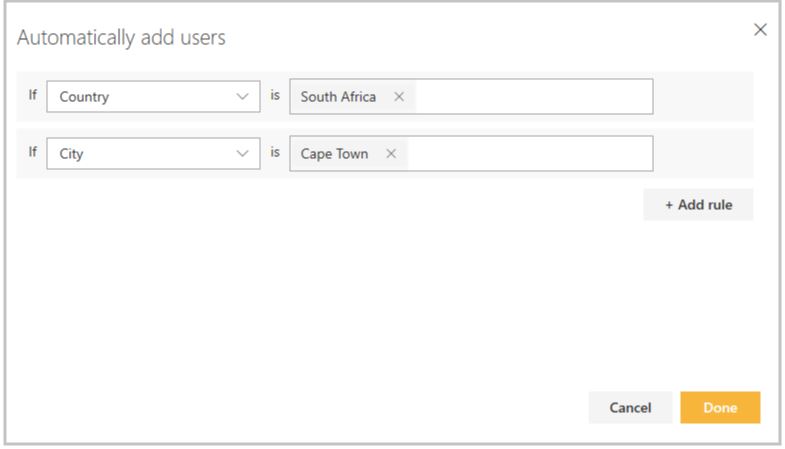 Automatically add users
If Country is South Africa
If City is Cape Town
+ Add rule
Cancel Done